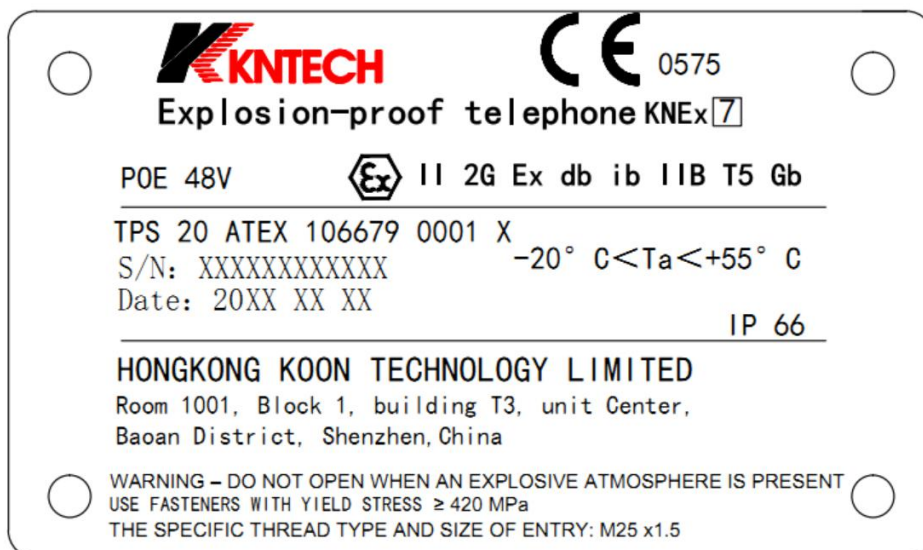 KNTECH
CE 0575
Explosion-proof telephone KNEx 7
POE 48V Ex II 2G Ex db ib IIB T5 Gb
TPS 20 ATEX 106679 0001 X
-20° C<Ta<+55° C
S/N: XXXXXXXXXXXX
Date: 20XX XX XX
IP 66
HONGKONG KOON TECHNOLOGY LIMITED
Room 1001, Block 1, building T3, unit Center,
Baoan District, Shenzhen,China
WARNING – DO NOT OPEN WHEN AN EXPLOSIVE ATMOSPHERE IS PRESENT
USE FASTENERS WITH YIELD STRESS ≥ 420 MPa
THE SPECIFIC THREAD TYPE AND SIZE OF ENTRY: M25 x1.5